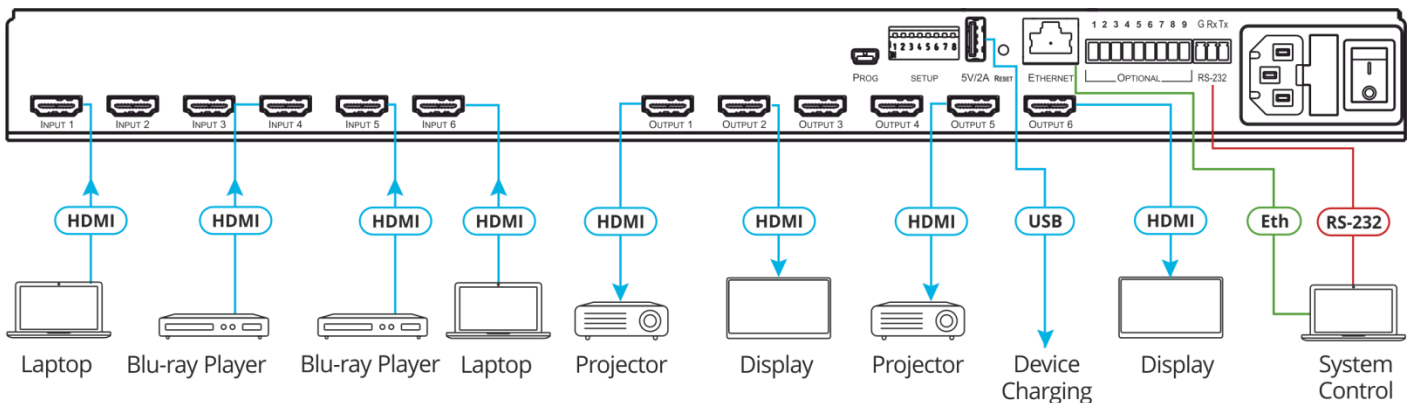 1 2 3 4 5 6 7 8 9 G Rx Tx
1 2 3 4 5 6 7 8
PROG SETUP 5V/2A RESET ETHERNET OPTIONAL RS-232
INPUT 1 INPUT 2 INPUT 3 INPUT 4 INPUT 5 INPUT 6 OUTPUT 1 OUTPUT 2 OUTPUT 3 OUTPUT 4 OUTPUT 5 OUTPUT 6
HDMI HDMI HDMI HDMI HDMI HDMI HDMI USB HDMI Eth RS-232
Laptop Blu-ray Player Blu-ray Player Laptop Projector Display Projector Device Display System
Charging Control